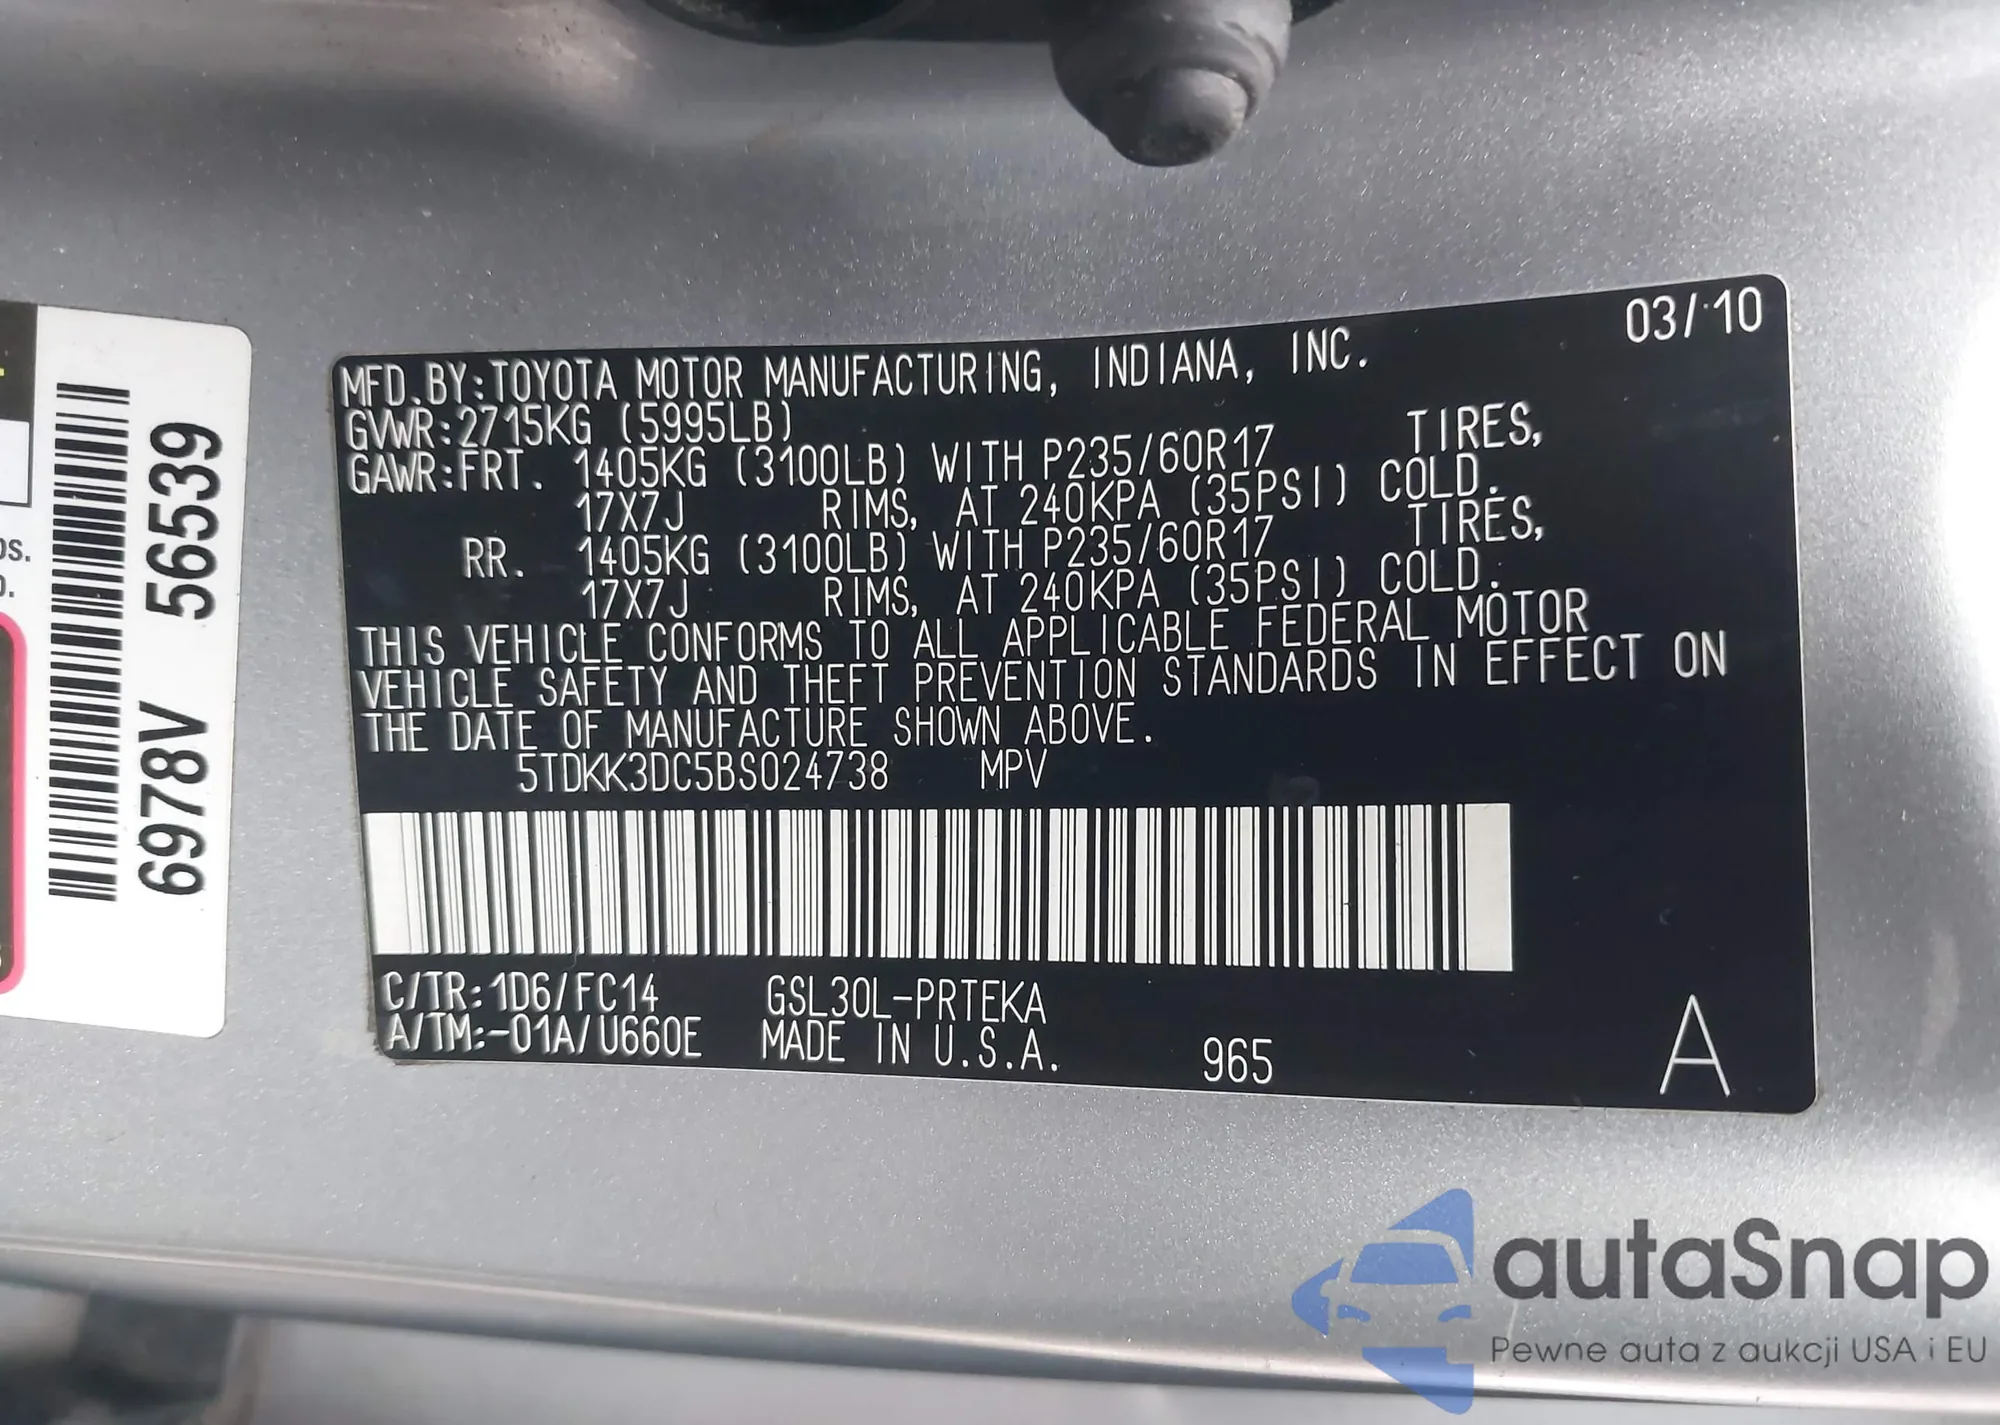 03/10
MFD.BY:TOYOTA MOTOR MANUFACTURING, INDIANA, INC.
GVWR:2715KG (5995LB)
GAWR:FRT. 1405KG (3100LB) WITH P235/60R17 TIRES,
17X7J RIMS, AT 240KPA (35PSI) COLD.
RR. 1405KG (3100LB) WITH P235/60R17 TIRES,
17X7J RIMS, AT 240KPA (35PSI) COLD.
THIS VEHICLE CONFORMS TO ALL APPLICABLE FEDERAL MOTOR
VEHICLE SAFETY AND THEFT PREVENTION STANDARDS IN EFFECT ON
THE DATE OF MANUFACTURE SHOWN ABOVE.
5TDKK3DC5BS024738 MPV
C/TR:1D6/FC14 GSL30L-PRTEKA
A/TM:-01A/U660E MADE IN U.S.A. 965
A
6978V 56539
autaSnap
Pewne auta z aukcji USA i EU